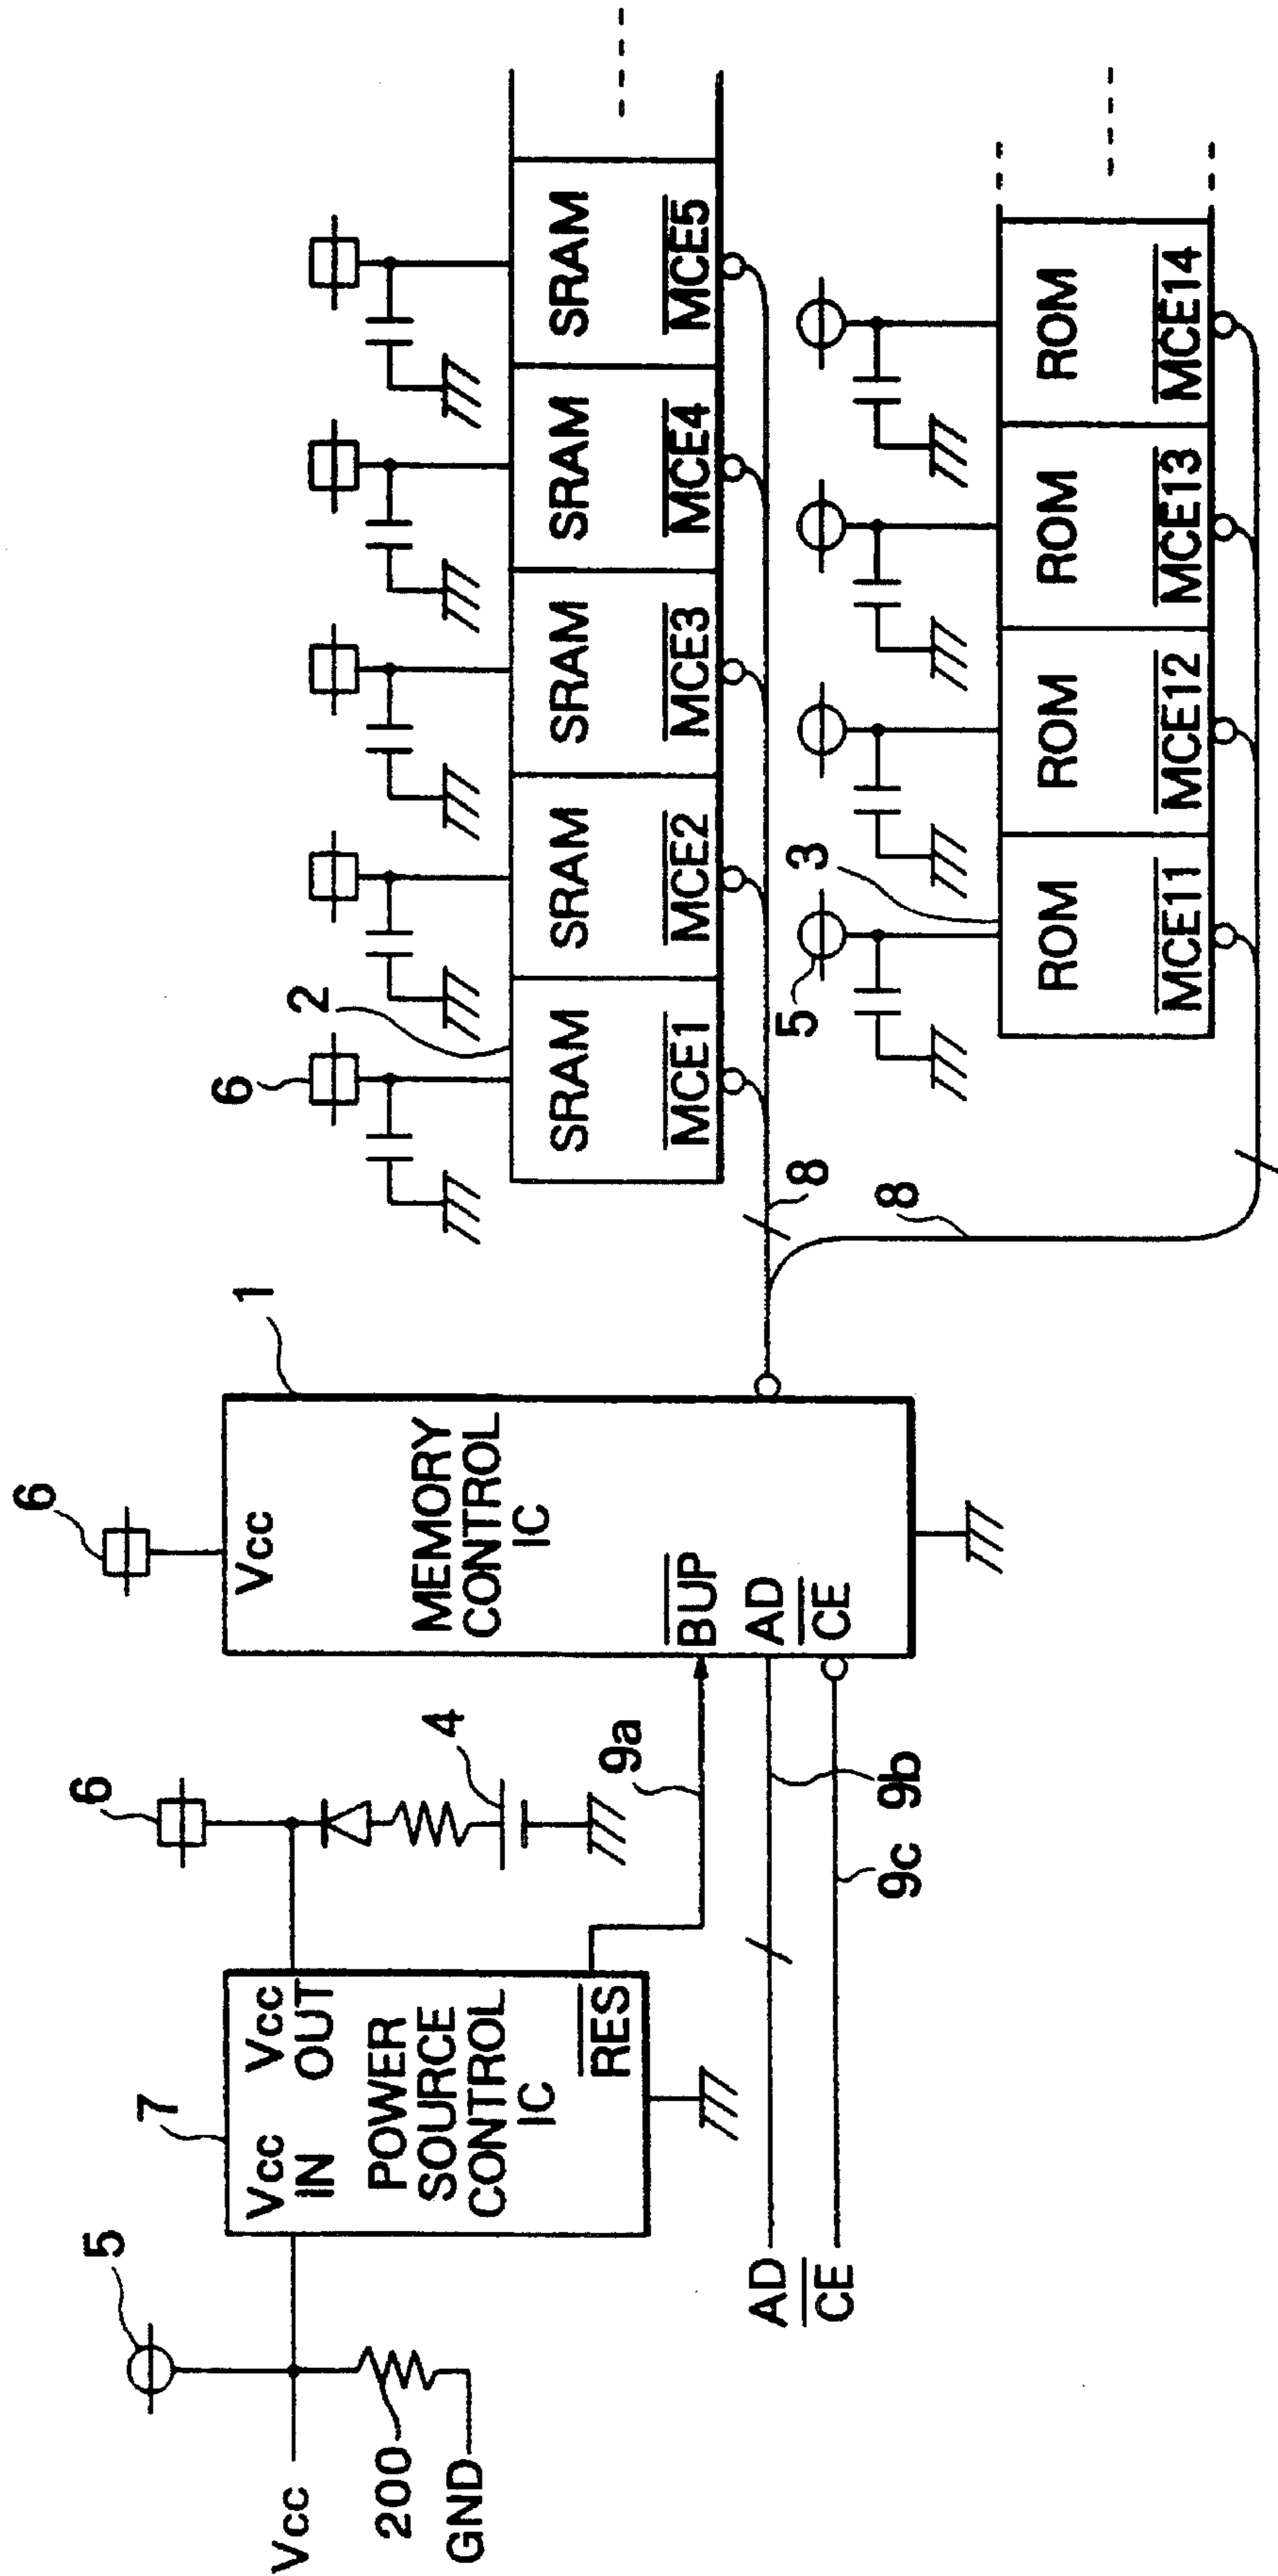 5
Vcc
200
GND
7
Vcc
IN
Vcc
OUT
POWER
SOURCE
CONTROL
IC
RES
6
4
9a
AD
CE
9b
9c
6
1
Vcc
MEMORY
CONTROL
IC
BUP
AD
CE
8
8
6
2
SRAM
MCE1
SRAM
MCE2
SRAM
MCE3
SRAM
MCE4
SRAM
MCE5
5
3
ROM
MCE11
ROM
MCE12
ROM
MCE13
ROM
MCE14